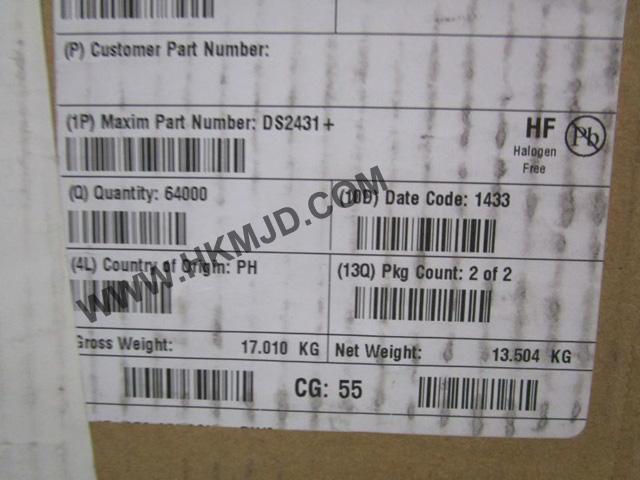 (P) Customer Part Number:
(1P) Maxim Part Number: DS2431+
HF
Halogen
Free
Pb
(Q) Quantity: 64000
(10D) Date Code: 1433
(4L) Country of Origin: PH
(13Q) Pkg Count: 2 of 2
Gross Weight: 17.010 KG
Net Weight: 13.504 KG
CG: 55
WWW.HKMJD.COM